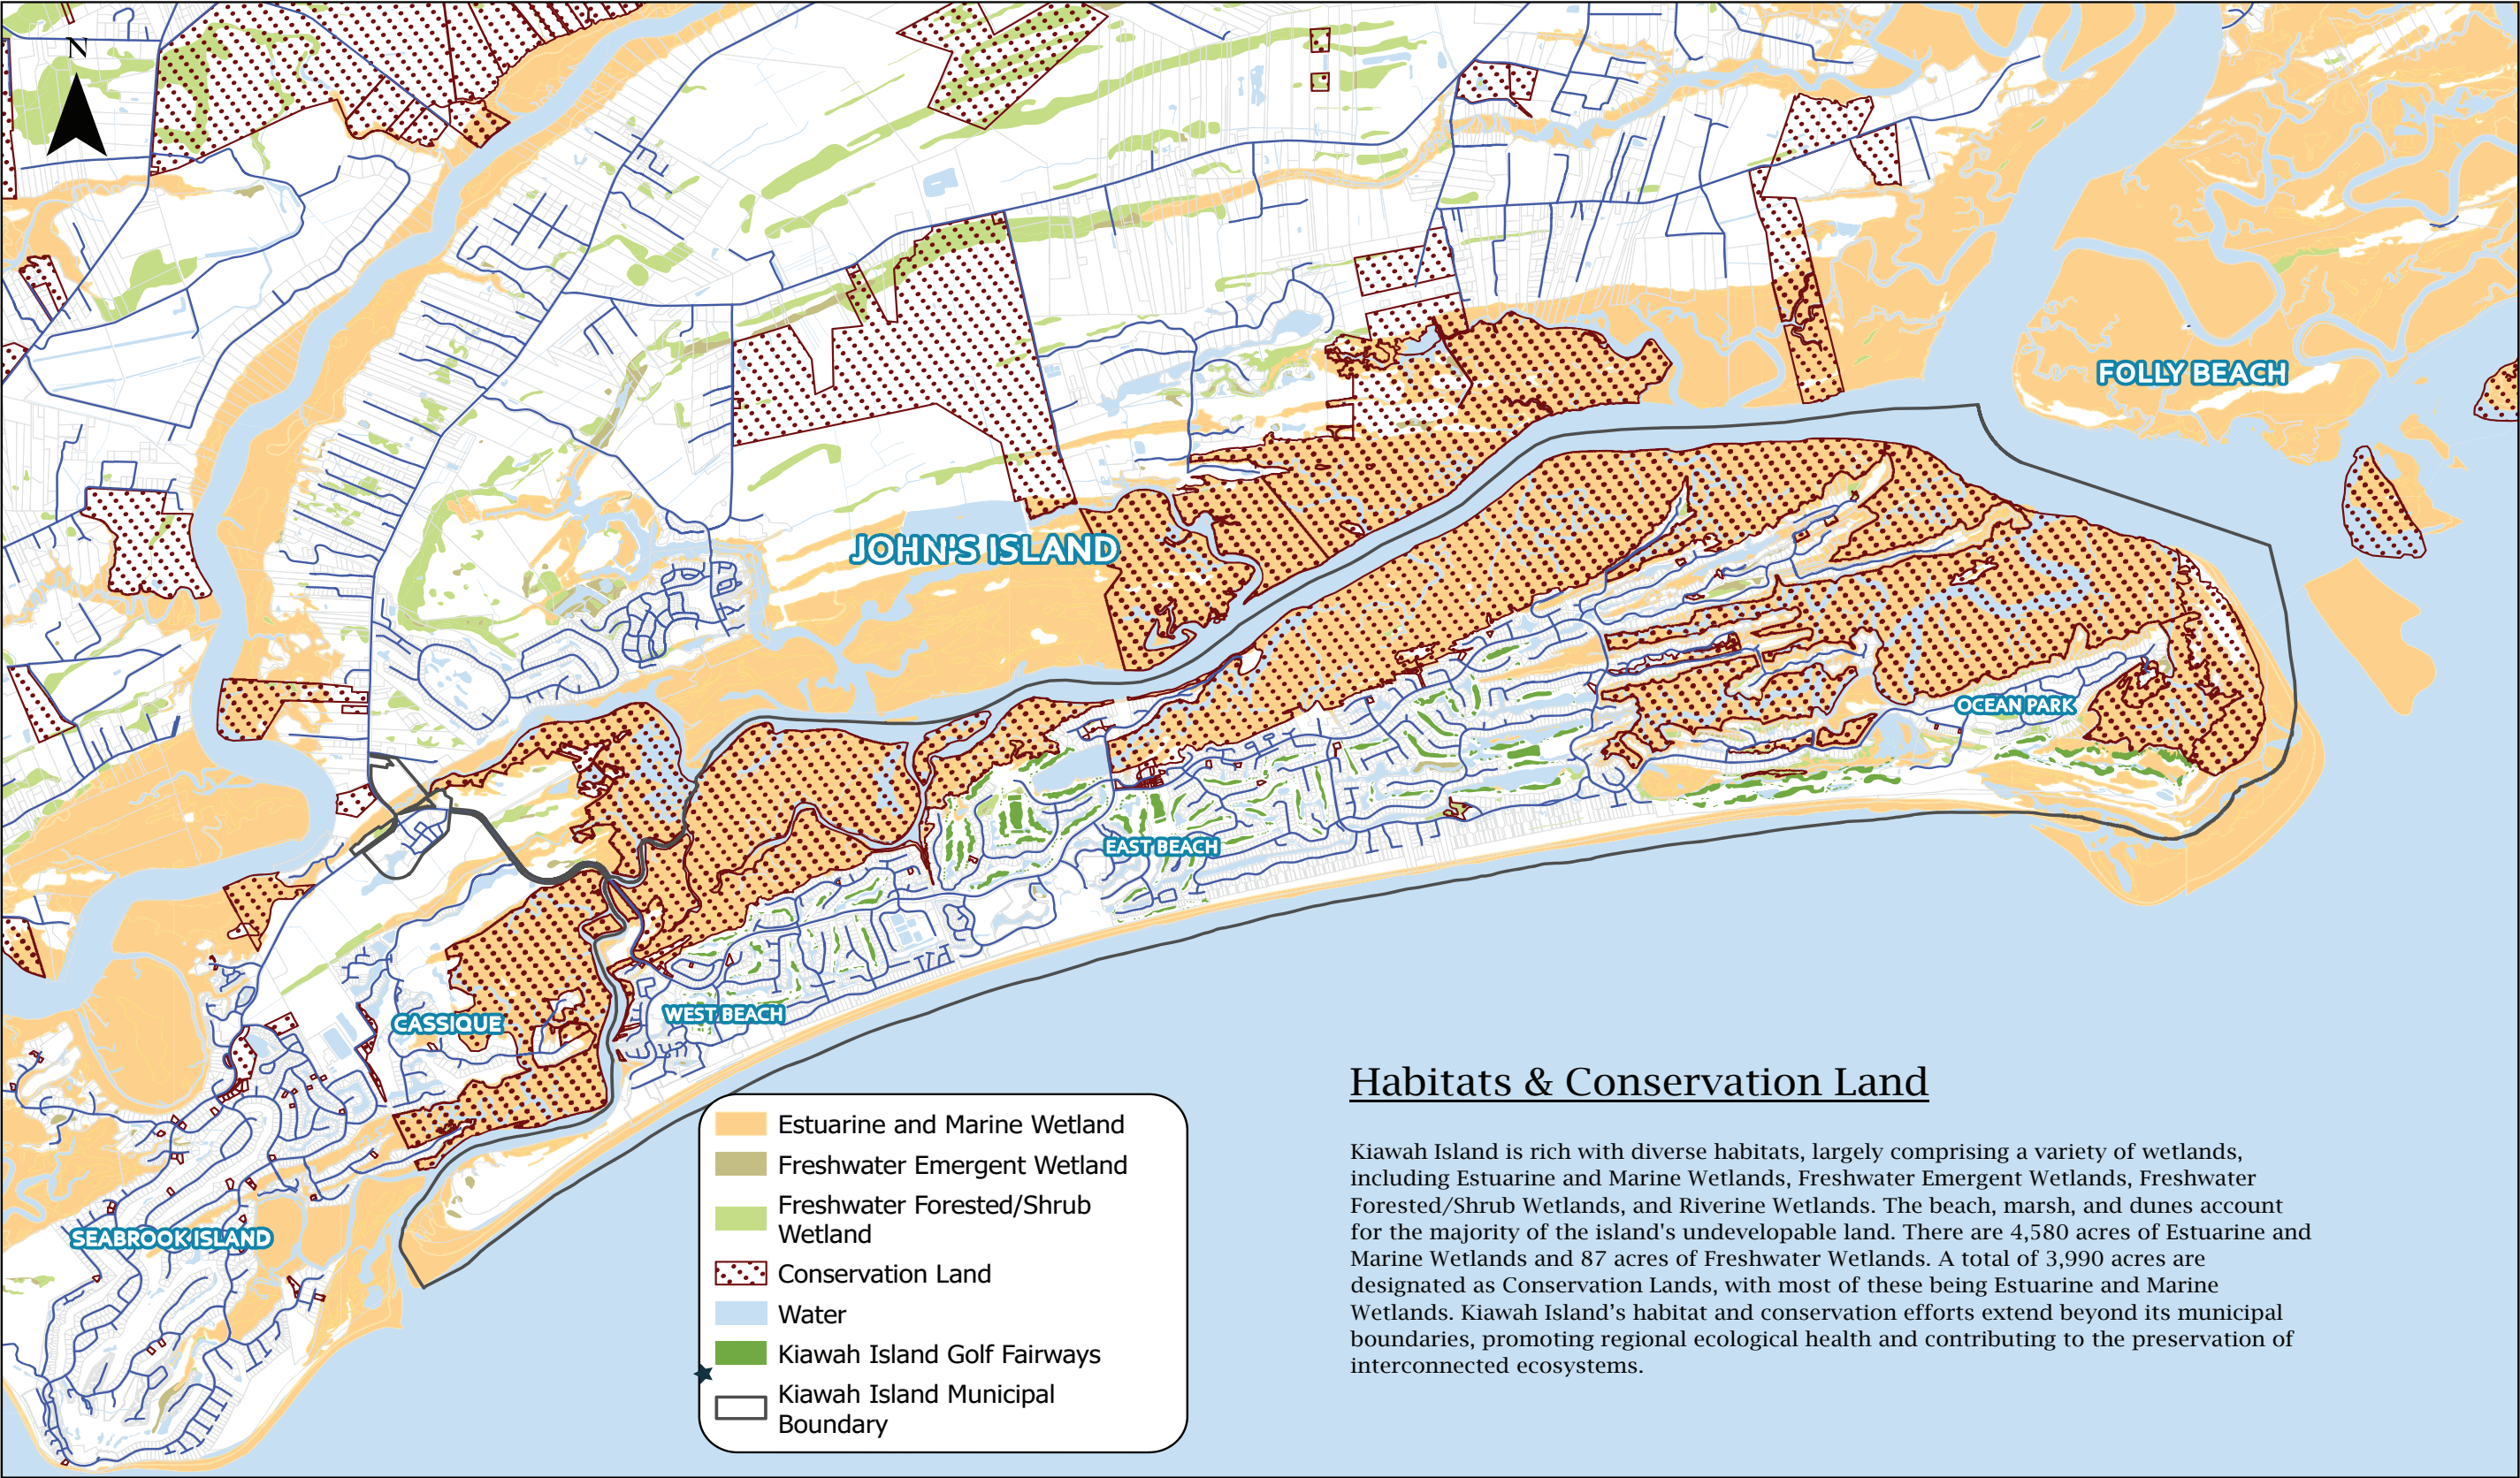 N
FOLLY BEACH
JOHN'S ISLAND
OCEAN PARK
EAST BEACH
WEST BEACH
CASSIQUE
SEABROOK ISLAND
Estuarine and Marine Wetland
Freshwater Emergent Wetland
Freshwater Forested/Shrub
Wetland
Conservation Land
Water
Kiawah Island Golf Fairways
Kiawah Island Municipal
Boundary
Habitats & Conservation Land
Kiawah Island is rich with diverse habitats, largely comprising a variety of wetlands,
including Estuarine and Marine Wetlands, Freshwater Emergent Wetlands, Freshwater
Forested/Shrub Wetlands, and Riverine Wetlands. The beach, marsh, and dunes account
for the majority of the island's undevelopable land. There are 4,580 acres of Estuarine and
Marine Wetlands and 87 acres of Freshwater Wetlands. A total of 3,990 acres are
designated as Conservation Lands, with most of these being Estuarine and Marine
Wetlands. Kiawah Island’s habitat and conservation efforts extend beyond its municipal
boundaries, promoting regional ecological health and contributing to the preservation of
interconnected ecosystems.